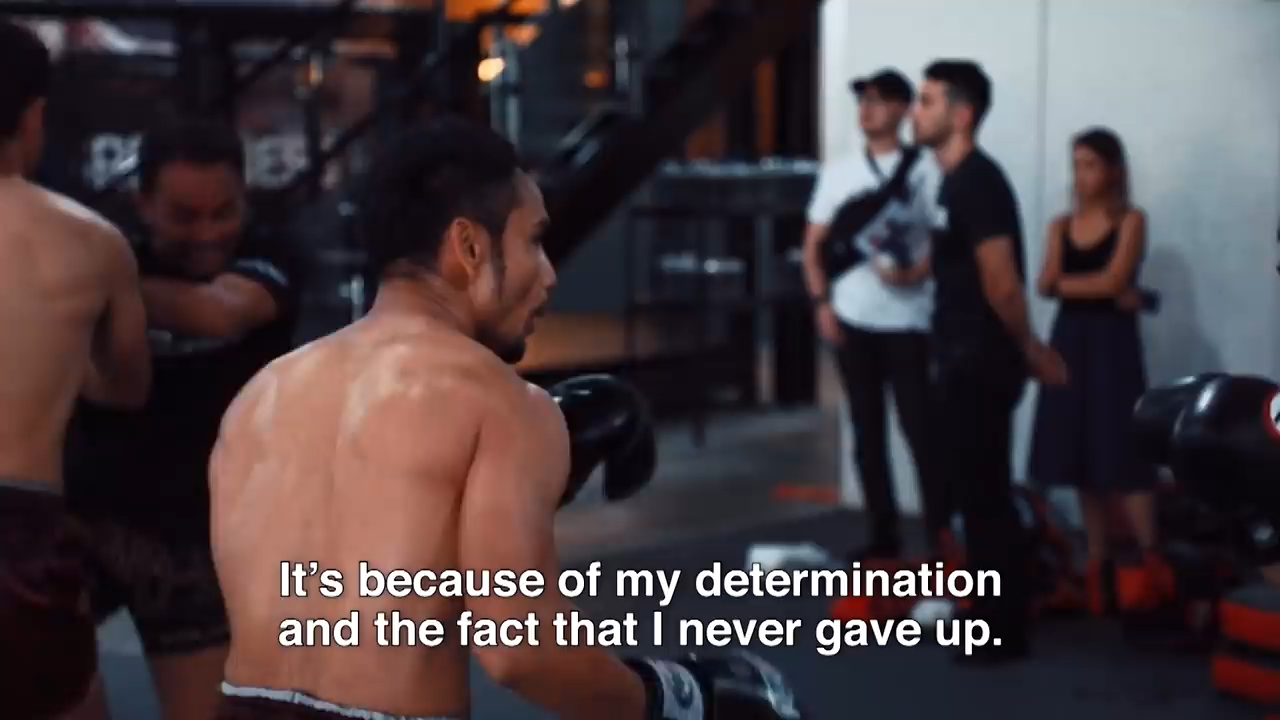 It’s because of my determination
and the fact that I never gave up.